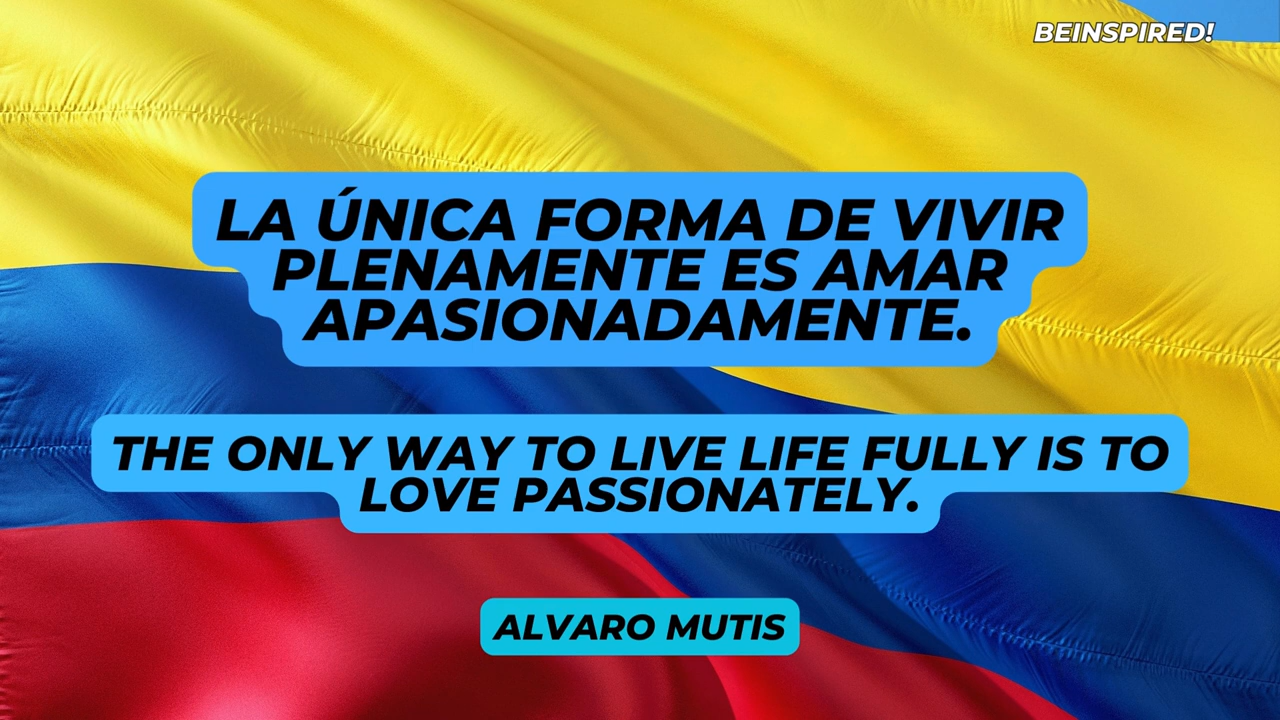 BEINSPIRED!
LA ÚNICA FORMA DE VIVIR
PLENAMENTE ES AMAR
APASIONADAMENTE.
THE ONLY WAY TO LIVE LIFE FULLY IS TO
LOVE PASSIONATELY.
ALVARO MUTIS